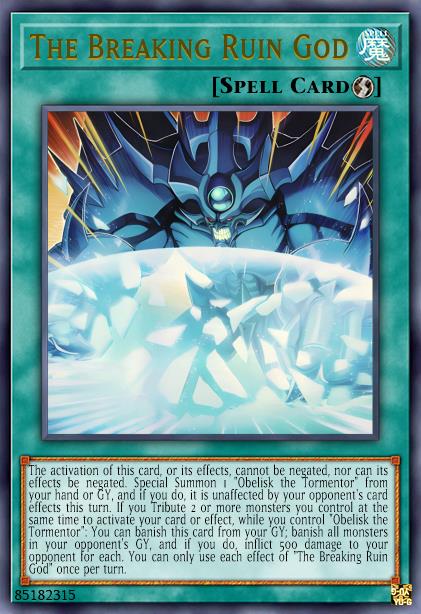 The Breaking Ruin God
SPELL
魔
[Spell Card]
The activation of this card, or its effects, cannot be negated, nor can its
effects be negated. Special Summon 1 "Obelisk the Tormentor" from
your hand or GY, and if you do, it is unaffected by your opponent's card
effects this turn. If you Tribute 2 or more monsters you control at the
same time to activate your card or effect, while you control "Obelisk the
Tormentor": You can banish this card from your GY; banish all monsters
in your opponent's GY, and if you do, inflict 500 damage to your
opponent for each. You can only use each effect of "The Breaking Ruin
God" once per turn.
85182315